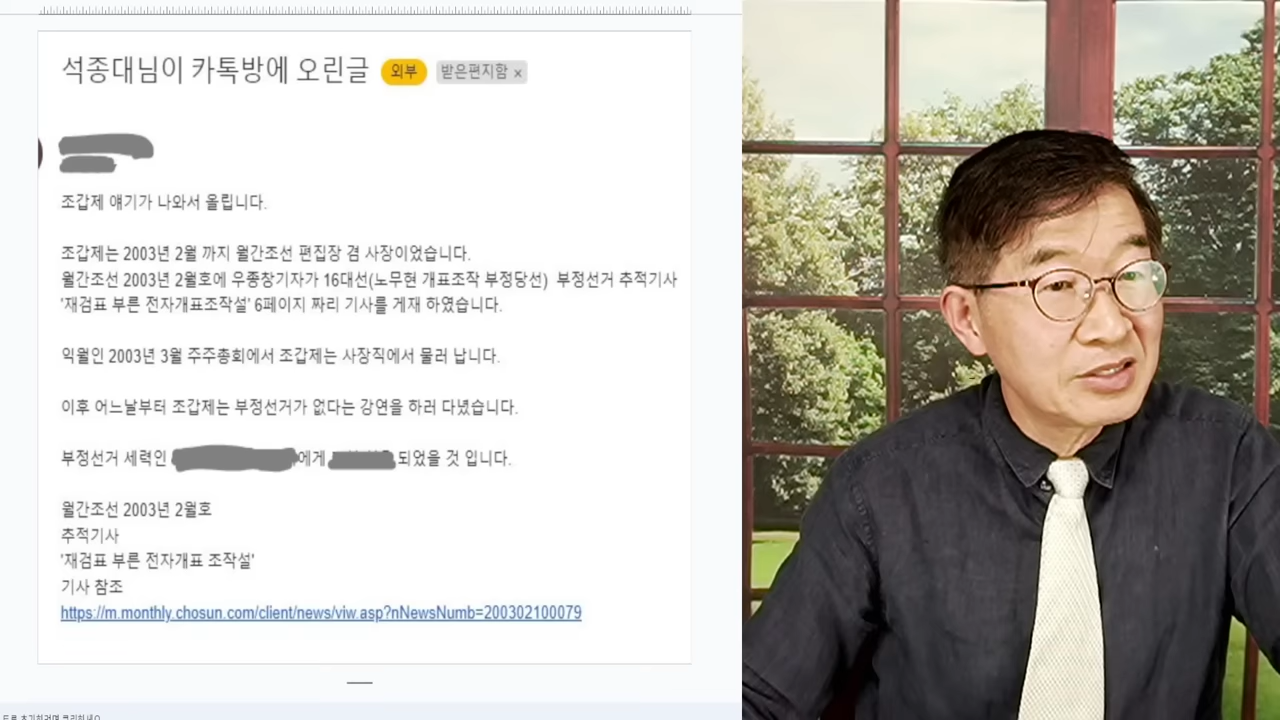 석종대님이 카톡방에 오린글 외부 받은편지함 ×
조갑제 얘기가 나와서 올립니다.
조갑제는 2003년 2월 까지 월간조선 편집장 겸 사장이었습니다.
월간조선 2003년 2월호에 우종창기자가 16대선(노무현 개표조작 부정당선) 부정선거 추적기사
'재검표 부른 전자개표조작설' 6페이지 짜리 기사를 게재 하였습니다.
익월인 2003년 3월 주주총회에서 조갑제는 사장직에서 물러 납니다.
이후 어느날부터 조갑제는 부정선거가 없다는 강연을 하러 다녔습니다.
부정선거 세력인 에게 되었을 것 입니다.
월간조선 2003년 2월호
추적기사
'재검표 부른 전자개표 조작설'
기사 참조
https://m.monthly.chosun.com/client/news/viw.asp?nNewsNumb=200302100079